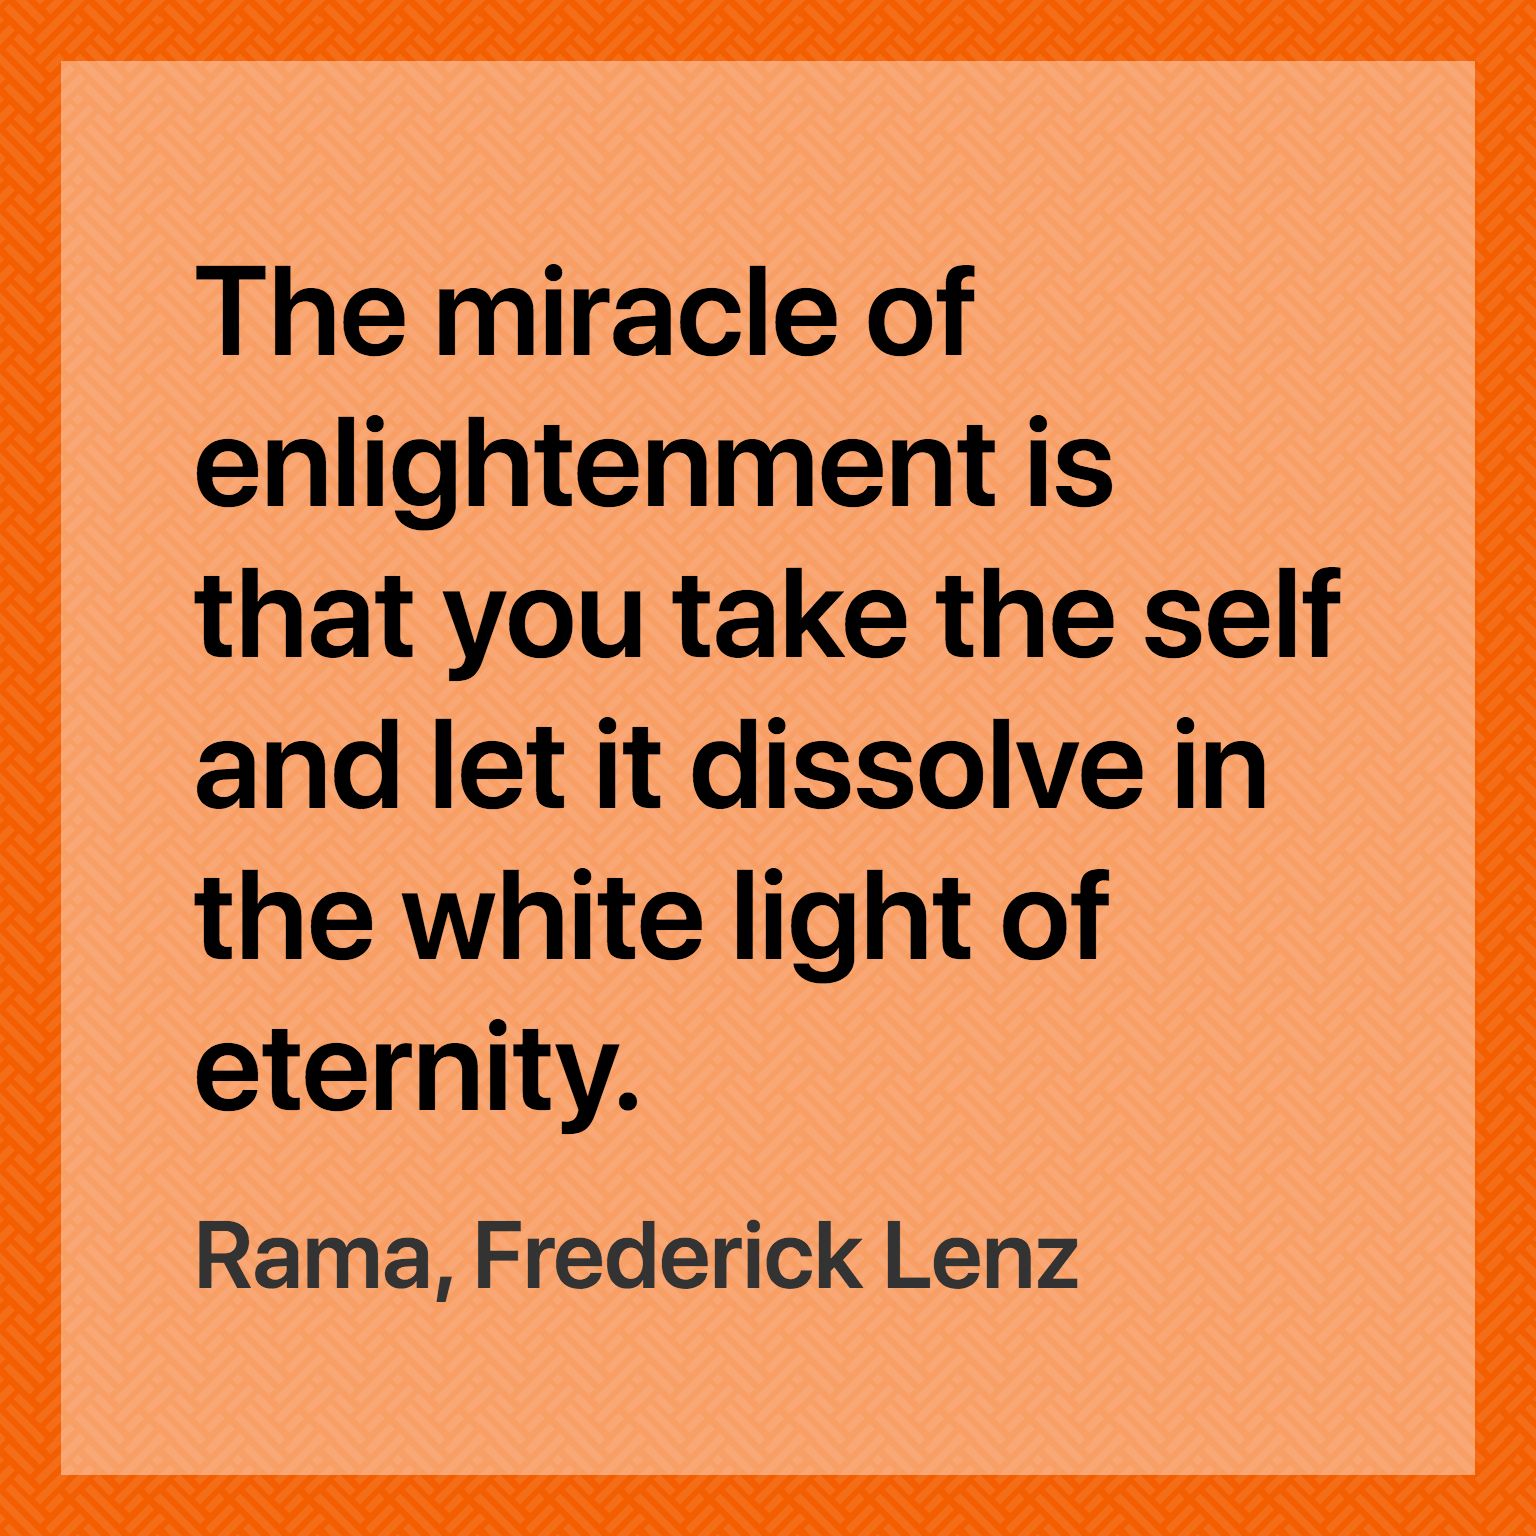 The miracle of
enlightenment is
that you take the self
and let it dissolve in
the white light of
eternity.
Rama, Frederick Lenz